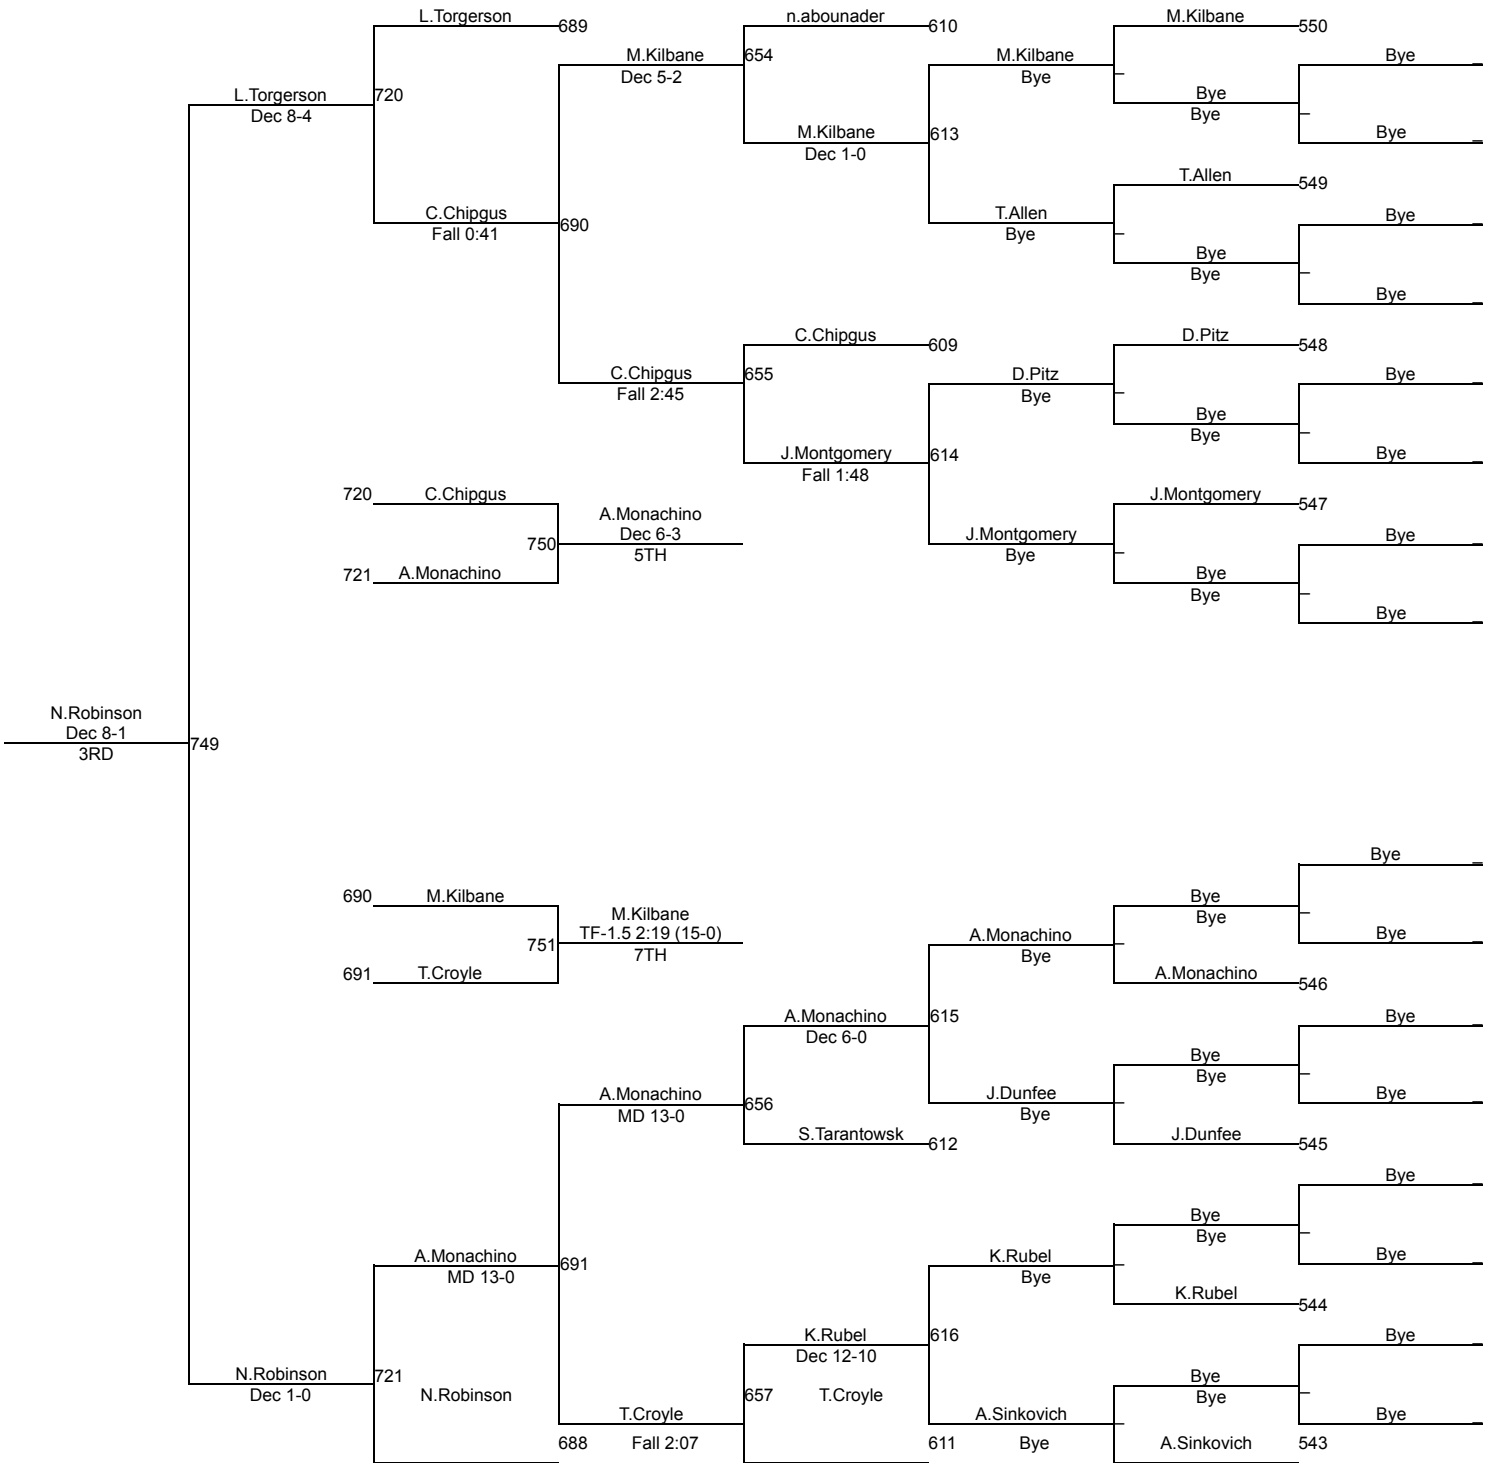 L.Torgerson
689
n.abounader
610
M.Kilbane
550
M.Kilbane
Dec 5-2
654
M.Kilbane
Bye
Bye
L.Torgerson
Dec 8-4
720
Bye
Bye
M.Kilbane
Dec 1-0
613
Bye
T.Allen
549
C.Chipgus
Fall 0:41
690
T.Allen
Bye
Bye
Bye
Bye
Bye
C.Chipgus
609
D.Pitz
548
C.Chipgus
Fall 2:45
655
D.Pitz
Bye
Bye
Bye
Bye
J.Montgomery
Fall 1:48
614
Bye
720
C.Chipgus
J.Montgomery
547
A.Monachino
Dec 6-3
5TH
750
J.Montgomery
Bye
Bye
721
A.Monachino
Bye
Bye
Bye
N.Robinson
Dec 8-1
3RD
749
Bye
690
M.Kilbane
Bye
Bye
M.Kilbane
TF-1.5 2:19 (15-0)
7TH
751
A.Monachino
Bye
Bye
691
T.Croyle
A.Monachino
546
A.Monachino
Dec 6-0
615
Bye
Bye
Bye
A.Monachino
MD 13-0
656
J.Dunfee
Bye
Bye
S.Tarantowsk
612
J.Dunfee
545
Bye
Bye
Bye
A.Monachino
MD 13-0
691
K.Rubel
Bye
Bye
K.Rubel
544
K.Rubel
Dec 12-10
616
Bye
N.Robinson
Dec 1-0
721
N.Robinson
657
T.Croyle
Bye
Bye
T.Croyle
Fall 2:07
A.Sinkovich
Bye
Bye
688
611
A.Sinkovich
543